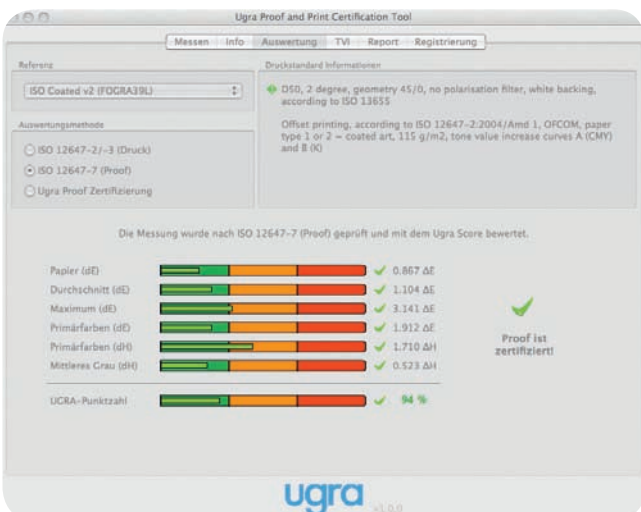 Ugra Proof and Print Certification Tool
Messen Info Auswertung TVI Report Registrierung
Referenz
ISO Coated v2 (FOGRA39L)
Auswertungsmethode
ISO 12647-2/-3 (Druck)
ISO 12647-7 (Proof)
Ugra Proof Zertifizierung
Druckstandard Informationen
D50, 2 degree, geometry 45/0, no polarisation filter, white backing,
according to ISO 13655
Offset printing, according to ISO 12647-2:2004/Amd 1, OFCOM, paper
type 1 or 2 = coated art, 115 g/m2, tone value increase curves A (CMY)
and B (K)
Die Messung wurde nach ISO 12647-7 (Proof) geprüft und mit dem Ugra Score bewertet.
Papier (dE) 0.867 ΔE
Durchschnitt (dE) 1.104 ΔE
Maximum (dE) 3.141 ΔE
Primärfarben (dE) 1.912 ΔE
Primärfarben (dH) 1.710 ΔH
Mittleres Grau (dH) 0.523 ΔH
UGRA-Punktzahl 94 %
Proof ist
zertifiziert!
ugra
v1.0.0